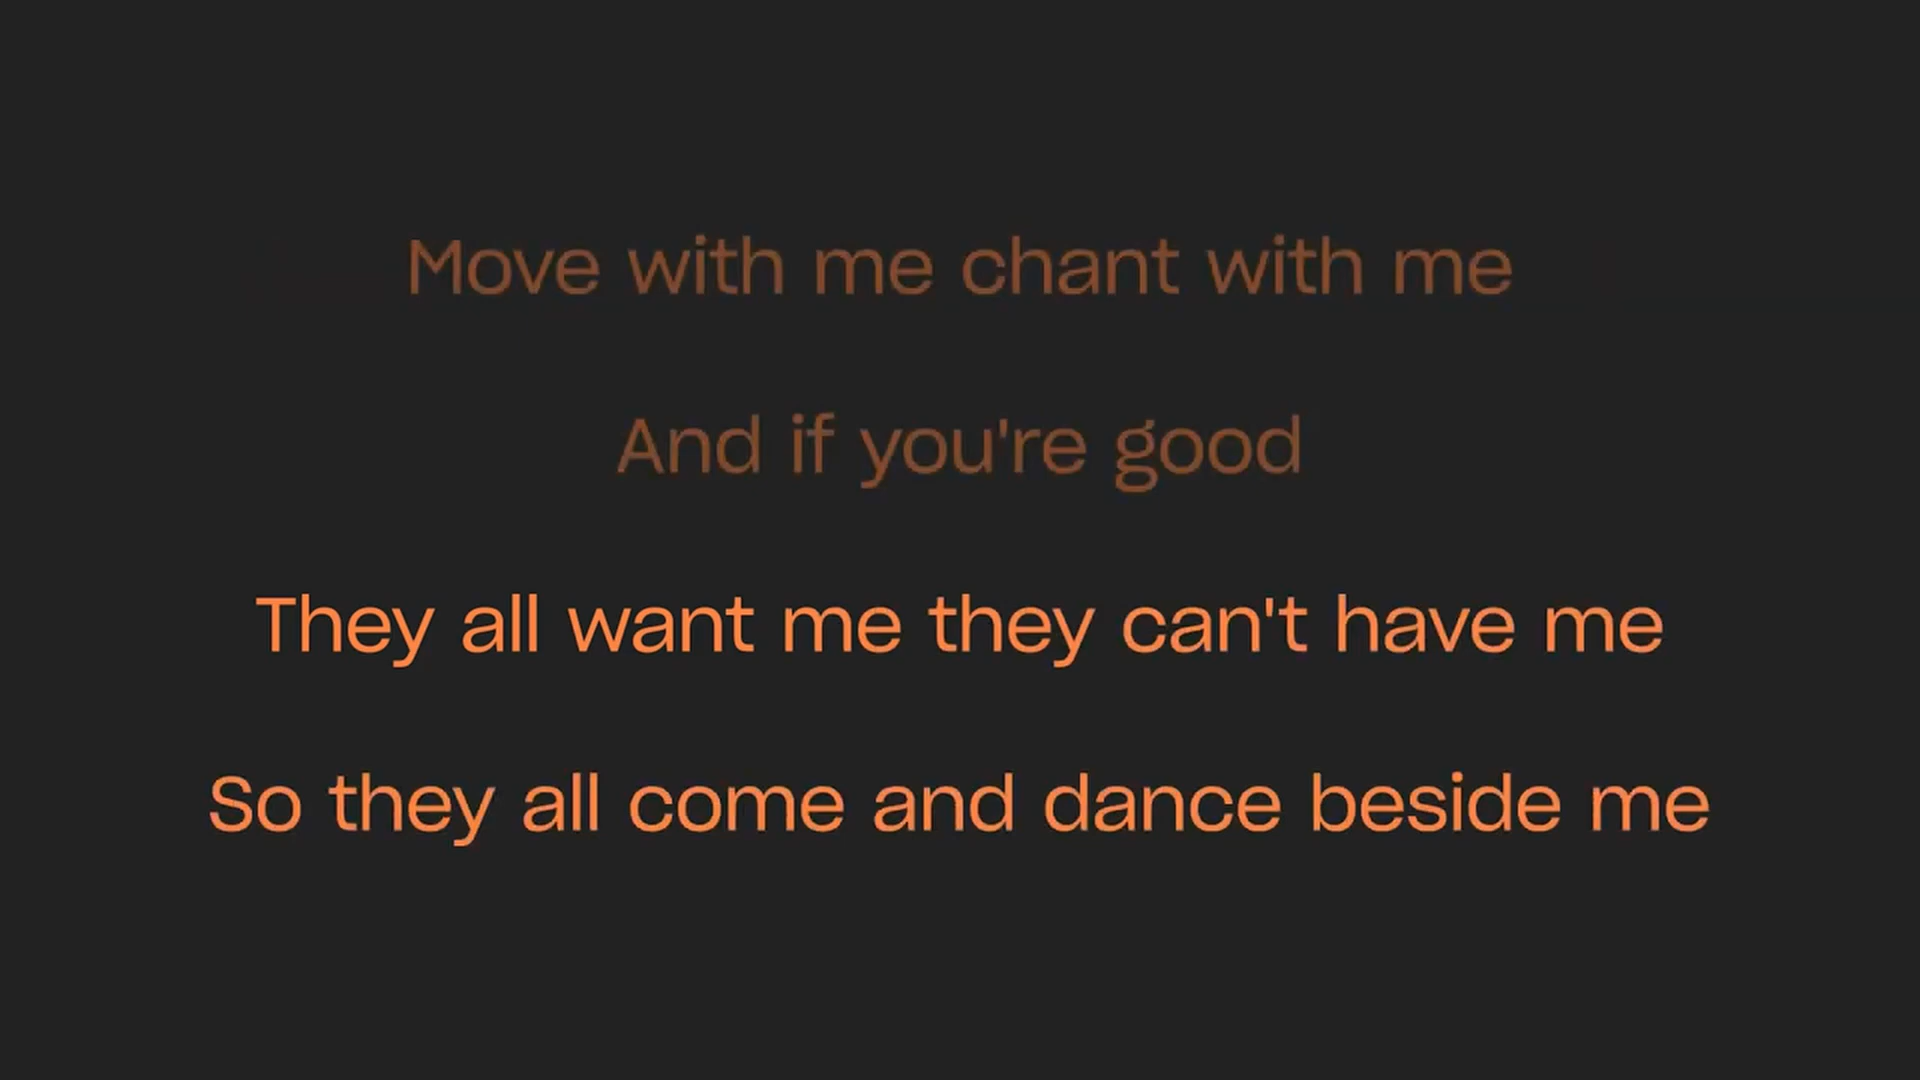 Move with me chant with me
And if you're good
They all want me they can't have me
So they all come and dance beside me